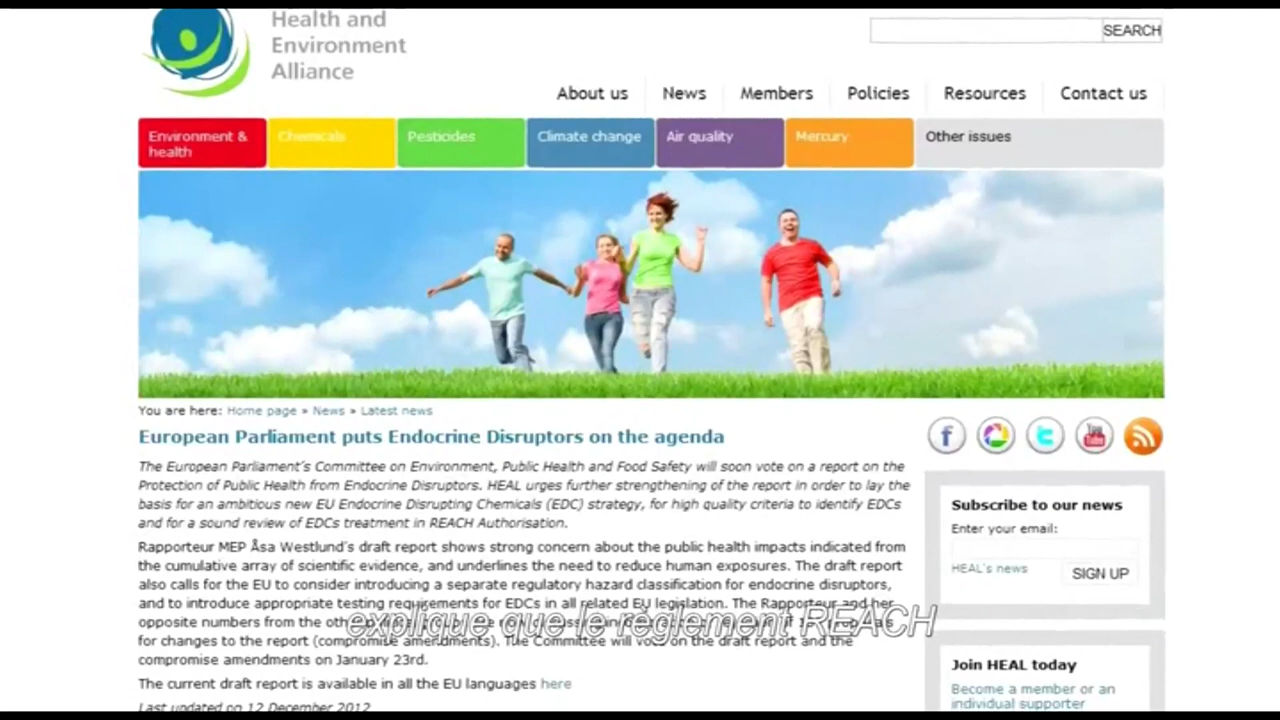 Health and
Environment
Alliance
SEARCH
About us
News
Members
Policies
Resources
Contact us
Environment &
health
Chemicals
Pesticides
Climate change
Air quality
Mercury
Other issues
You are here: Home page » News » Latest news
European Parliament puts Endocrine Disruptors on the agenda
The European Parliament's Committee on Environment, Public Health and Food Safety will soon vote on a report on the
Protection of Public Health from Endocrine Disruptors. HEAL urges further strengthening of the report in order to lay the
basis for an ambitious new EU Endocrine Disrupting Chemicals (EDC) strategy, for high quality criteria to identify EDCs
and for a sound review of EDCs treatment in REACH Authorisation.
Rapporteur MEP Åsa Westlund's draft report shows strong concern about the public health impacts indicated from
the cumulative array of scientific evidence, and underlines the need to reduce human exposures. The draft report
also calls for the EU to consider introducing a separate regulatory hazard classification for endocrine disruptors,
and to introduce appropriate testing requirements for EDCs in all related EU legislation. The Rapporteur and her
opposite numbers from the
for changes to the report (compromise amendments). The Committee will vote on the draft report and the
compromise amendments on January 23rd.
The current draft report is available in all the EU languages here
Last updated on 12 December 2012
explique que le règlement REACH
You
Tube
Subscribe to our news
Enter your email:
HEAL's news
SIGN UP
Join HEAL today
Become a member or an
individual supporter